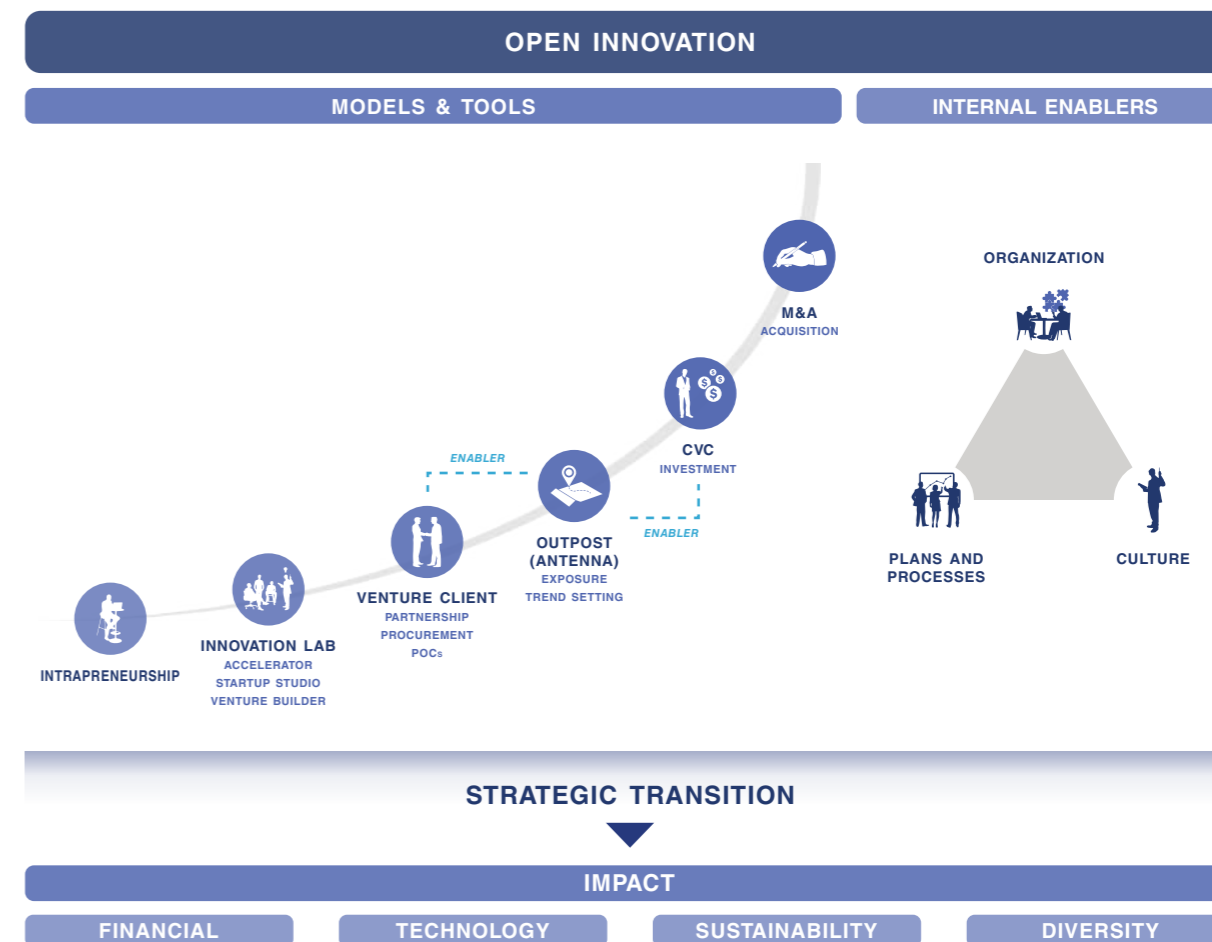 OPEN INNOVATION
MODELS & TOOLS
INTERNAL ENABLERS
M&A
ACQUISITION
CVC
INVESTMENT
ENABLER
ENABLER
OUTPOST
(ANTENNA)
EXPOSURE
TREND SETTING
VENTURE CLIENT
PARTNERSHIP
PROCUREMENT
POCs
INNOVATION LAB
ACCELERATOR
STARTUP STUDIO
VENTURE BUILDER
INTRAPRENEURSHIP
ORGANIZATION
PLANS AND
PROCESSES
CULTURE
STRATEGIC TRANSITION
IMPACT
FINANCIAL
TECHNOLOGY
SUSTAINABILITY
DIVERSITY